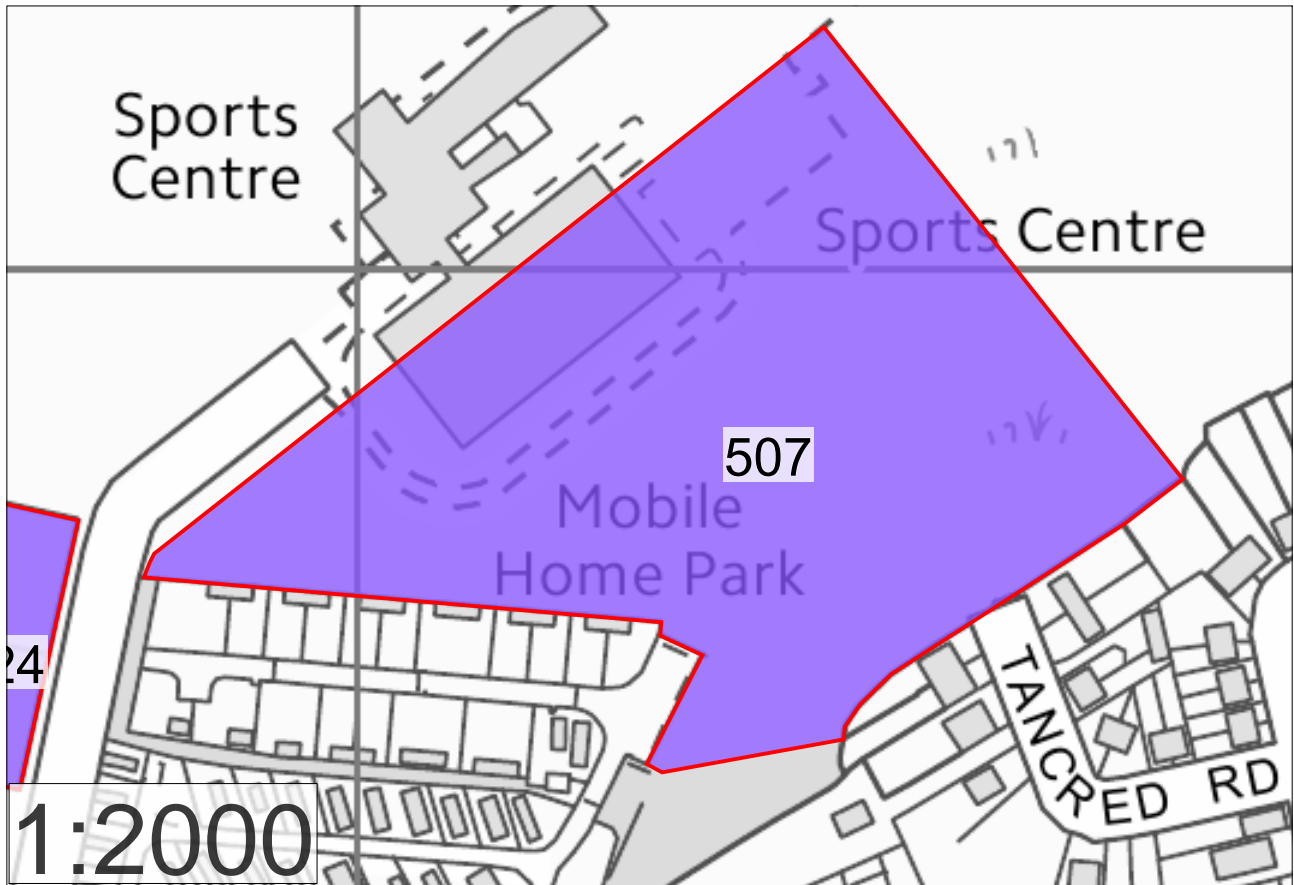 Sports
Centre
Sports Centre
507
Mobile
Home Park
24
TANCRED RD
1:2000